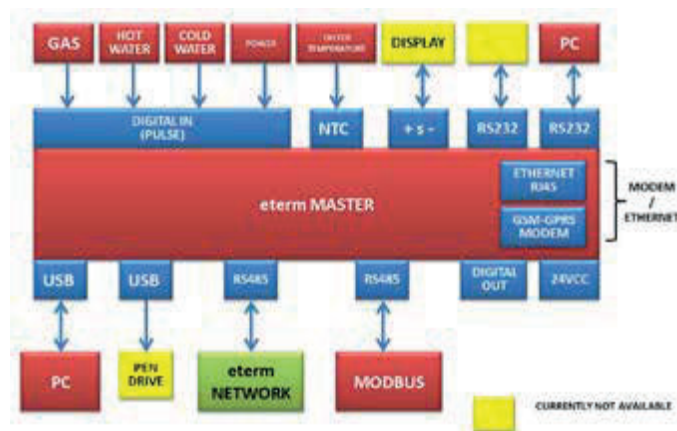 GAS
HOT
WATER
COLD
WATER
POWER
TEMPERATURE
DISPLAY
PC
DIGITAL IN
(PULSE)
NTC
+ s -
RS232
RS232
eterm MASTER
ETHERNET
RJ45
GSM-GPRS
MODEM
MODEM
/
ETHERNET
USB
USB
RS485
RS485
DIGITAL
OUT
24VCC
PC
PEN
DRIVE
eterm
NETWORK
MODBUS
CURRENTLY NOT AVAILABLE